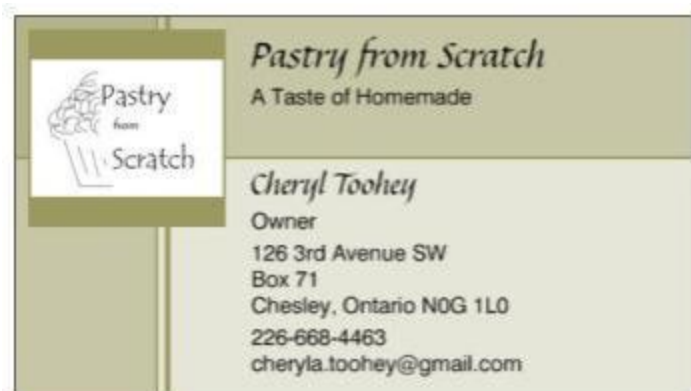 Pastry from Scratch
A Taste of Homemade
Pastry
from
Scratch
Cheryl Toohey
Owner
126 3rd Avenue SW
Box 71
Chesley, Ontario N0G 1L0
226-668-4463
cheryla.toohey@gmail.com